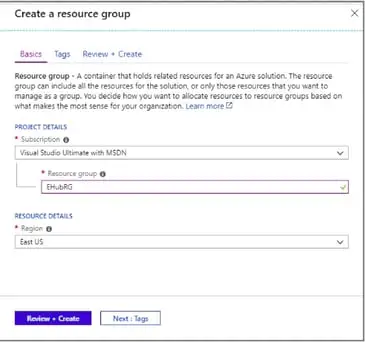 Create a resource group
Basics Tags Review + Create
Resource group - A container that holds related resources for an Azure solution. The resource
group can include all the resources for the solution, or only those resources that you want to
manage as a group. You decide how you want to allocate resources to resource groups based on
what makes the most sense for your organization. Learn more
PROJECT DETAILS
* Subscription
Visual Studio Ultimate with MSDN
* Resource group
EHubRG
RESOURCE DETAILS
* Region
East US
Review + Create Next : Tags